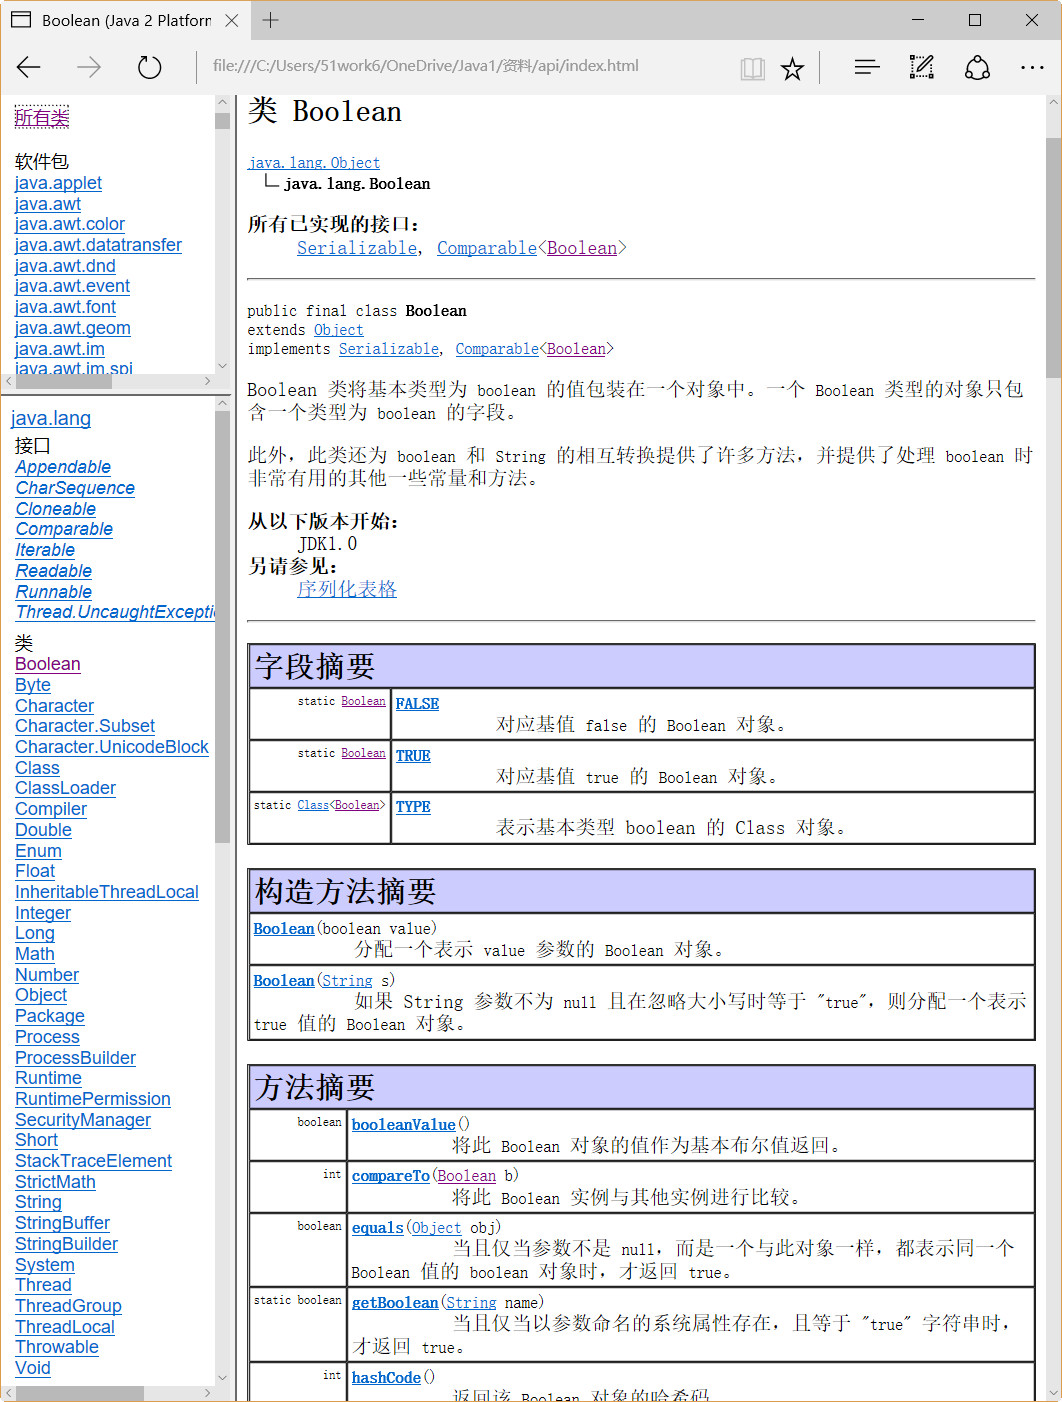 Boolean (Java 2 Platforn
file:///C:/Users/51work6/OneDrive/Java1/资料/api/index.html
所有类
软件包
java.applet
java.awt
java.awt.color
java.awt.datatransfer
java.awt.dnd
java.awt.event
java.awt.font
java.awt.geom
java.awt.im
java.awt.im.spi
java.lang
接口
Appendable
CharSequence
Cloneable
Comparable
Iterable
Readable
Runnable
Thread.UncaughtExcepti
类
Boolean
Byte
Character
Character.Subset
Character.UnicodeBlock
Class
ClassLoader
Compiler
Double
Enum
Float
InheritableThreadLocal
Integer
Long
Math
Number
Object
Package
Process
ProcessBuilder
Runtime
RuntimePermission
SecurityManager
Short
StackTraceElement
StrictMath
String
StringBuffer
StringBuilder
System
Thread
ThreadGroup
ThreadLocal
Throwable
Void
类 Boolean
java.lang.Object
java.lang.Boolean
所有已实现的接口：
Serializable, Comparable<Boolean>
public final class Boolean
extends Object
implements Serializable, Comparable<Boolean>
Boolean 类将基本类型为 boolean 的值包装在一个对象中。一个 Boolean 类型的对象只包
含一个类型为 boolean 的字段。
此外，此类还为 boolean 和 String 的相互转换提供了许多方法，并提供了处理 boolean 时
非常有用的其他一些常量和方法。
从以下版本开始：
JDK1.0
另请参见：
序列化表格
字段摘要
static Boolean FALSE
对应基值 false 的 Boolean 对象。
static Boolean TRUE
对应基值 true 的 Boolean 对象。
static Class<Boolean> TYPE
表示基本类型 boolean 的 Class 对象。
构造方法摘要
Boolean(boolean value)
分配一个表示 value 参数的 Boolean 对象。
Boolean(String s)
如果 String 参数不为 null 且在忽略大小写时等于 "true"，则分配一个表示
true 值的 Boolean 对象。
方法摘要
boolean booleanValue()
将此 Boolean 对象的值作为基本布尔值返回。
int compareTo(Boolean b)
将此 Boolean 实例与其他实例进行比较。
boolean equals(Object obj)
当且仅当参数不是 null，而是一个与此对象一样，都表示同一个
Boolean 值的 boolean 对象时，才返回 true。
static boolean getBoolean(String name)
当且仅当以参数命名的系统属性存在，且等于 "true" 字符串时，
才返回 true。
int hashCode()
返回该 Boolean 对象的哈希码